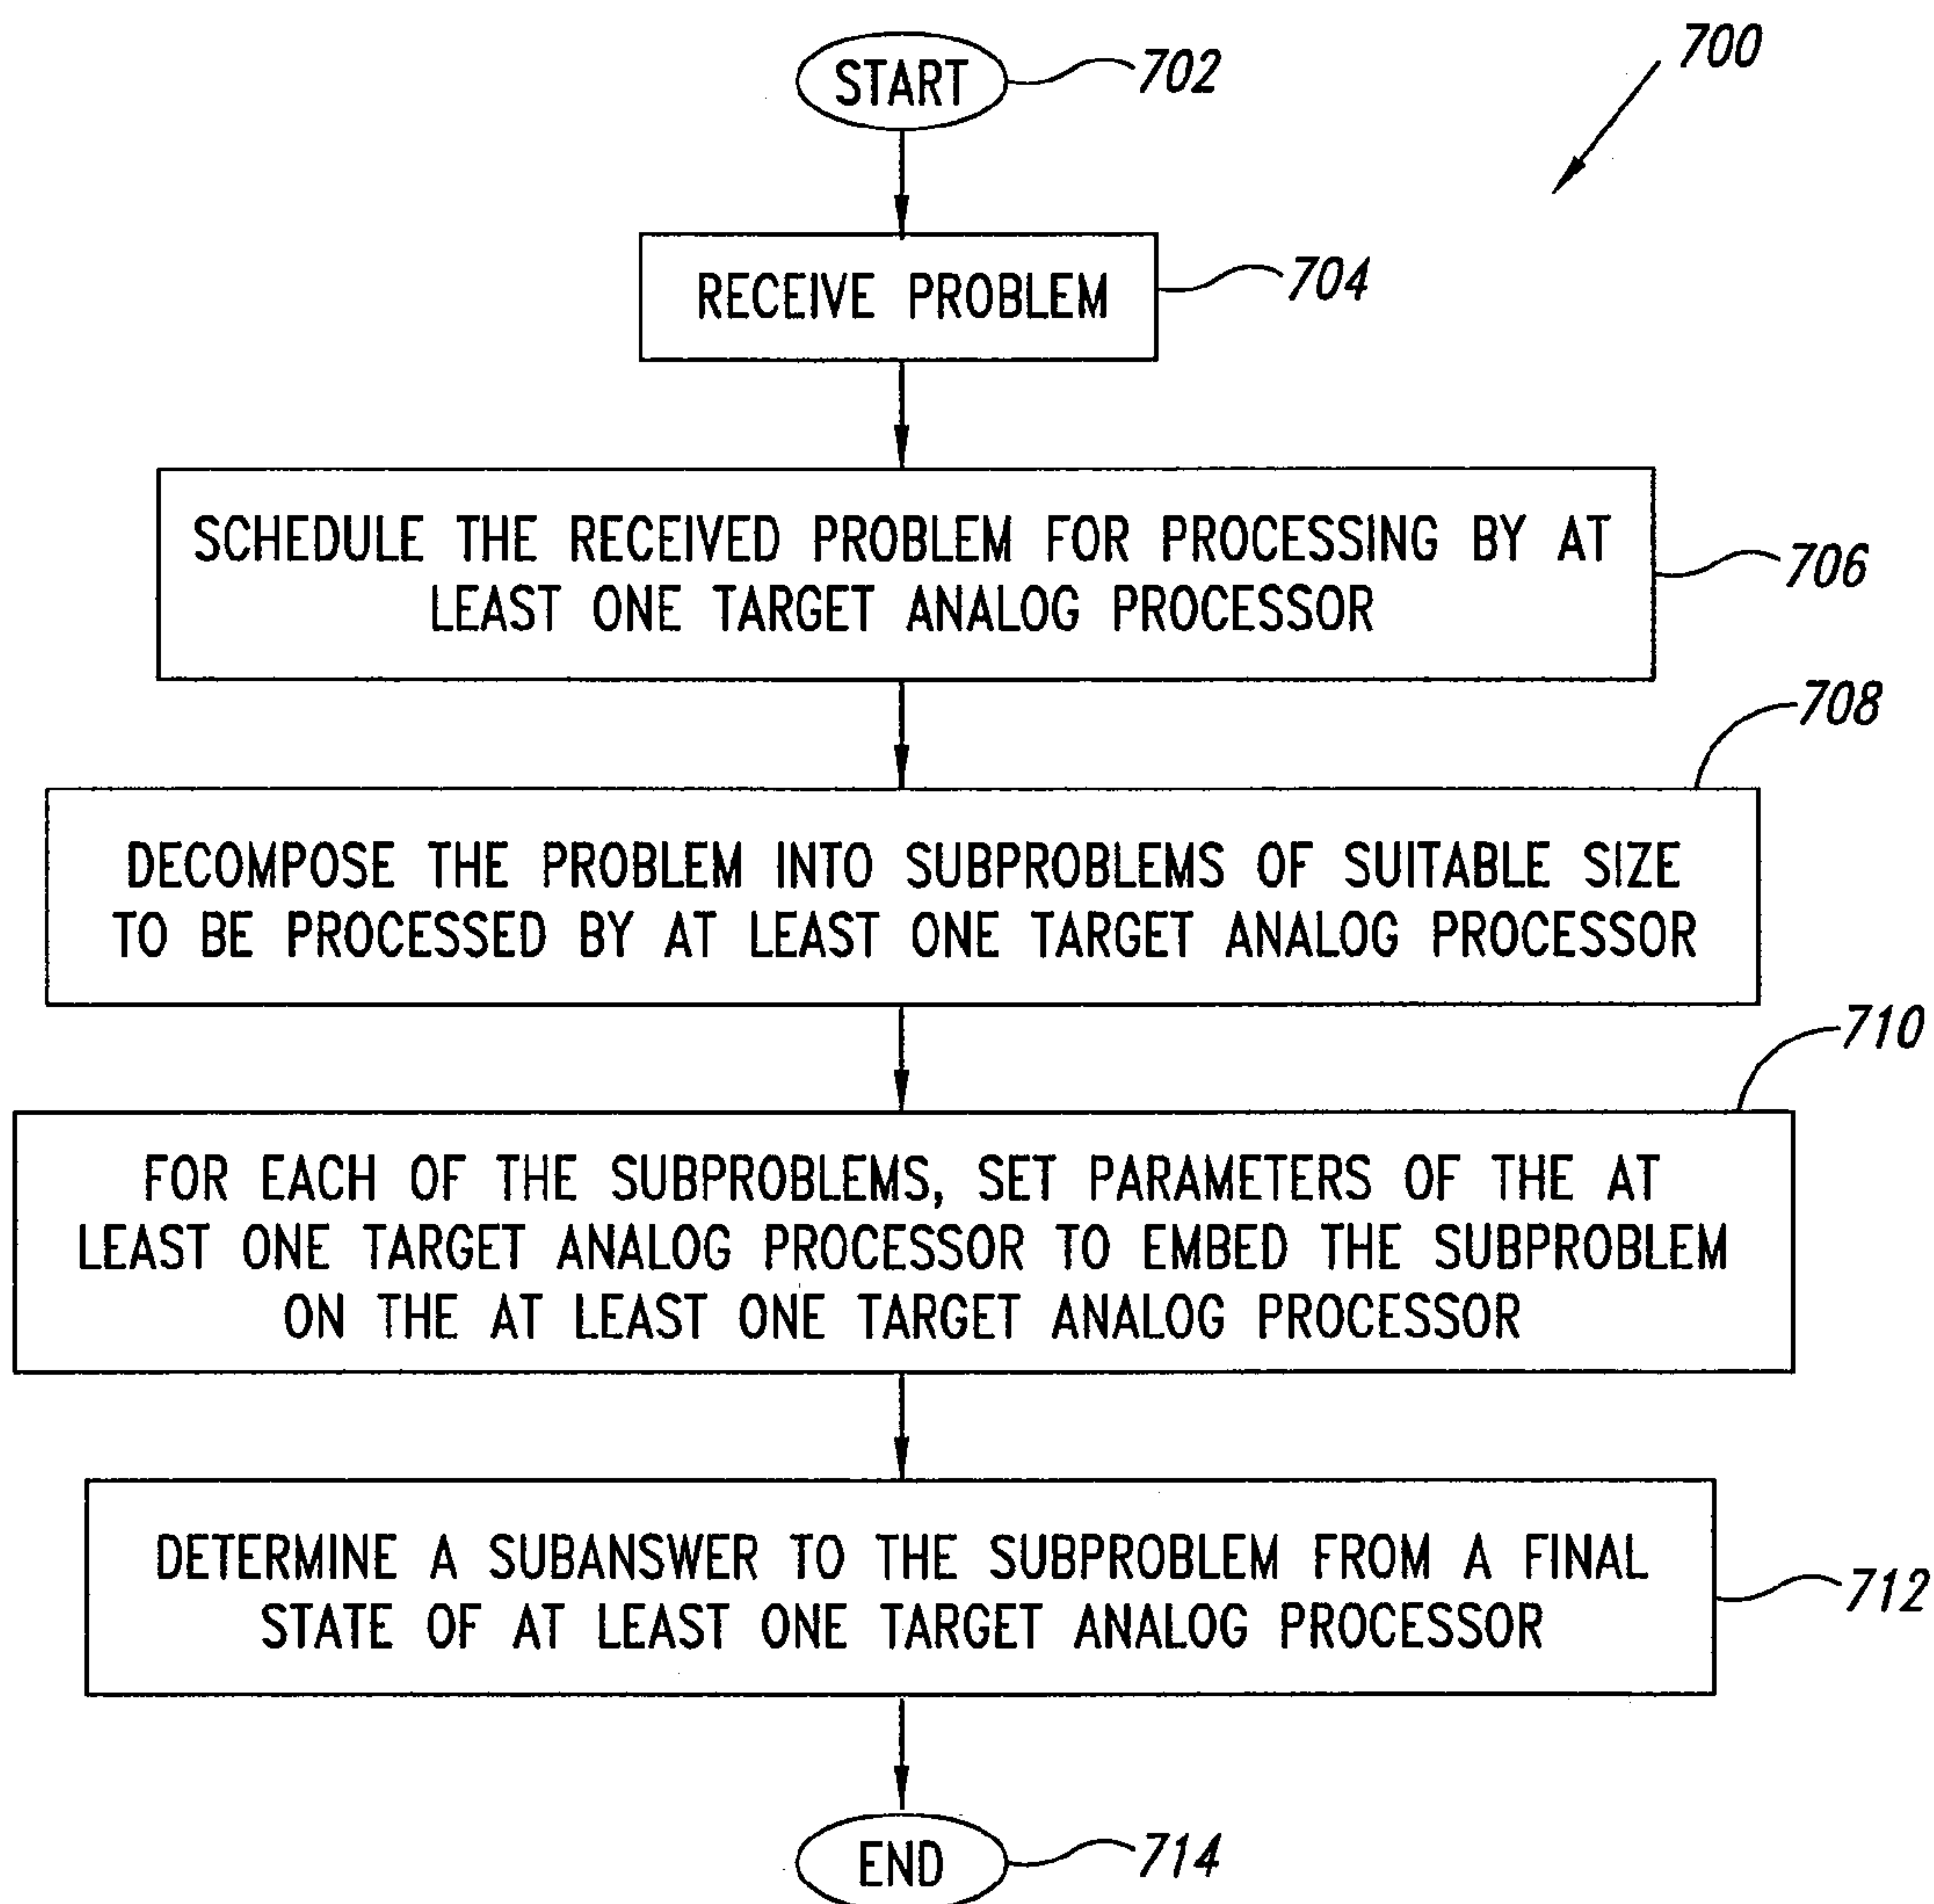 700
START
702
RECEIVE PROBLEM
704
SCHEDULE THE RECEIVED PROBLEM FOR PROCESSING BY AT
LEAST ONE TARGET ANALOG PROCESSOR
706
708
DECOMPOSE THE PROBLEM INTO SUBPROBLEMS OF SUITABLE SIZE
TO BE PROCESSED BY AT LEAST ONE TARGET ANALOG PROCESSOR
710
FOR EACH OF THE SUBPROBLEMS, SET PARAMETERS OF THE AT
LEAST ONE TARGET ANALOG PROCESSOR TO EMBED THE SUBPROBLEM
ON THE AT LEAST ONE TARGET ANALOG PROCESSOR
DETERMINE A SUBANSWER TO THE SUBPROBLEM FROM A FINAL
STATE OF AT LEAST ONE TARGET ANALOG PROCESSOR
712
END
714